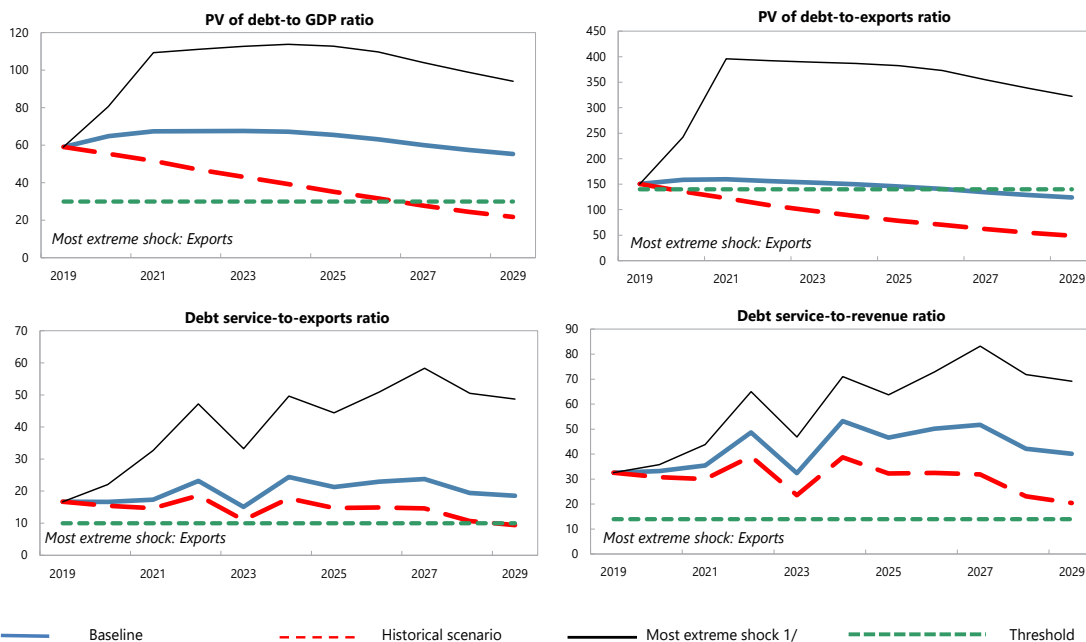 PV of debt-to GDP ratio
120
100
80
60
40
20
0
Most extreme shock: Exports
2019 2021 2023 2025 2027 2029
PV of debt-to-exports ratio
450
400
350
300
250
200
150
100
50
0
Most extreme shock: Exports
2019 2021 2023 2025 2027 2029
Debt service-to-exports ratio
70
60
50
40
30
20
10
0
Most extreme shock: Exports
2019 2021 2023 2025 2027 2029
Debt service-to-revenue ratio
90
80
70
60
50
40
30
20
10
0
Most extreme shock: Exports
2019 2021 2023 2025 2027 2029
Baseline Historical scenario Most extreme shock 1/ Threshold